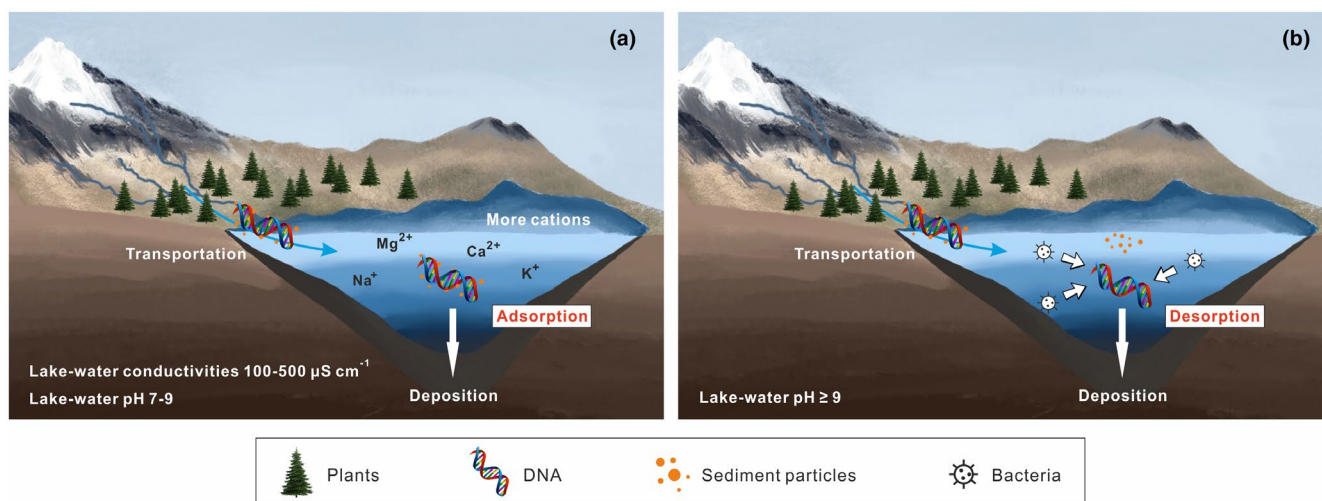 (a)
More cations
Mg2+
Ca2+
Transportation
Na+
K+
Adsorption
Lake-water conductivities 100-500 µS cm-1
Lake-water pH 7-9
Deposition
(b)
Transportation
Desorption
Lake-water pH ≥ 9
Deposition
Plants
DNA
Sediment particles
Bacteria